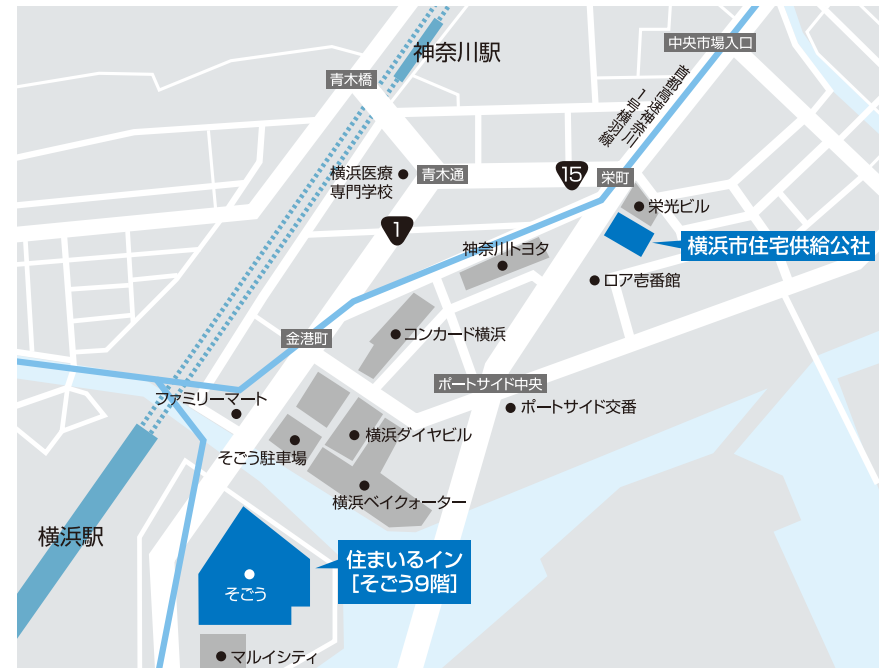 神奈川駅
中央市場入口
青木橋
首都高速神奈川
1号横羽線
横浜医療
専門学校
青木通
15
栄町
栄光ビル
1
横浜市住宅供給公社
神奈川トヨタ
ロア壱番館
金港町
コンカード横浜
ポートサイド中央
ファミリーマート
ポートサイド交番
横浜ダイヤビル
そごう駐車場
横浜ベイクォーター
横浜駅
住まいるイン
[そごう9階]
そごう
マルイシティ